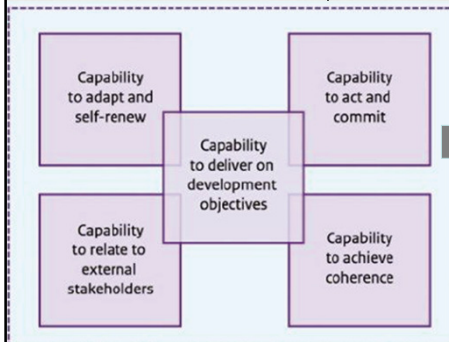 Capability
to adapt and
self-renew
Capability
to act and
commit
Capability
to deliver on
development
objectives
Capability
to relate to
external
stakeholders
Capability
to achieve
coherence